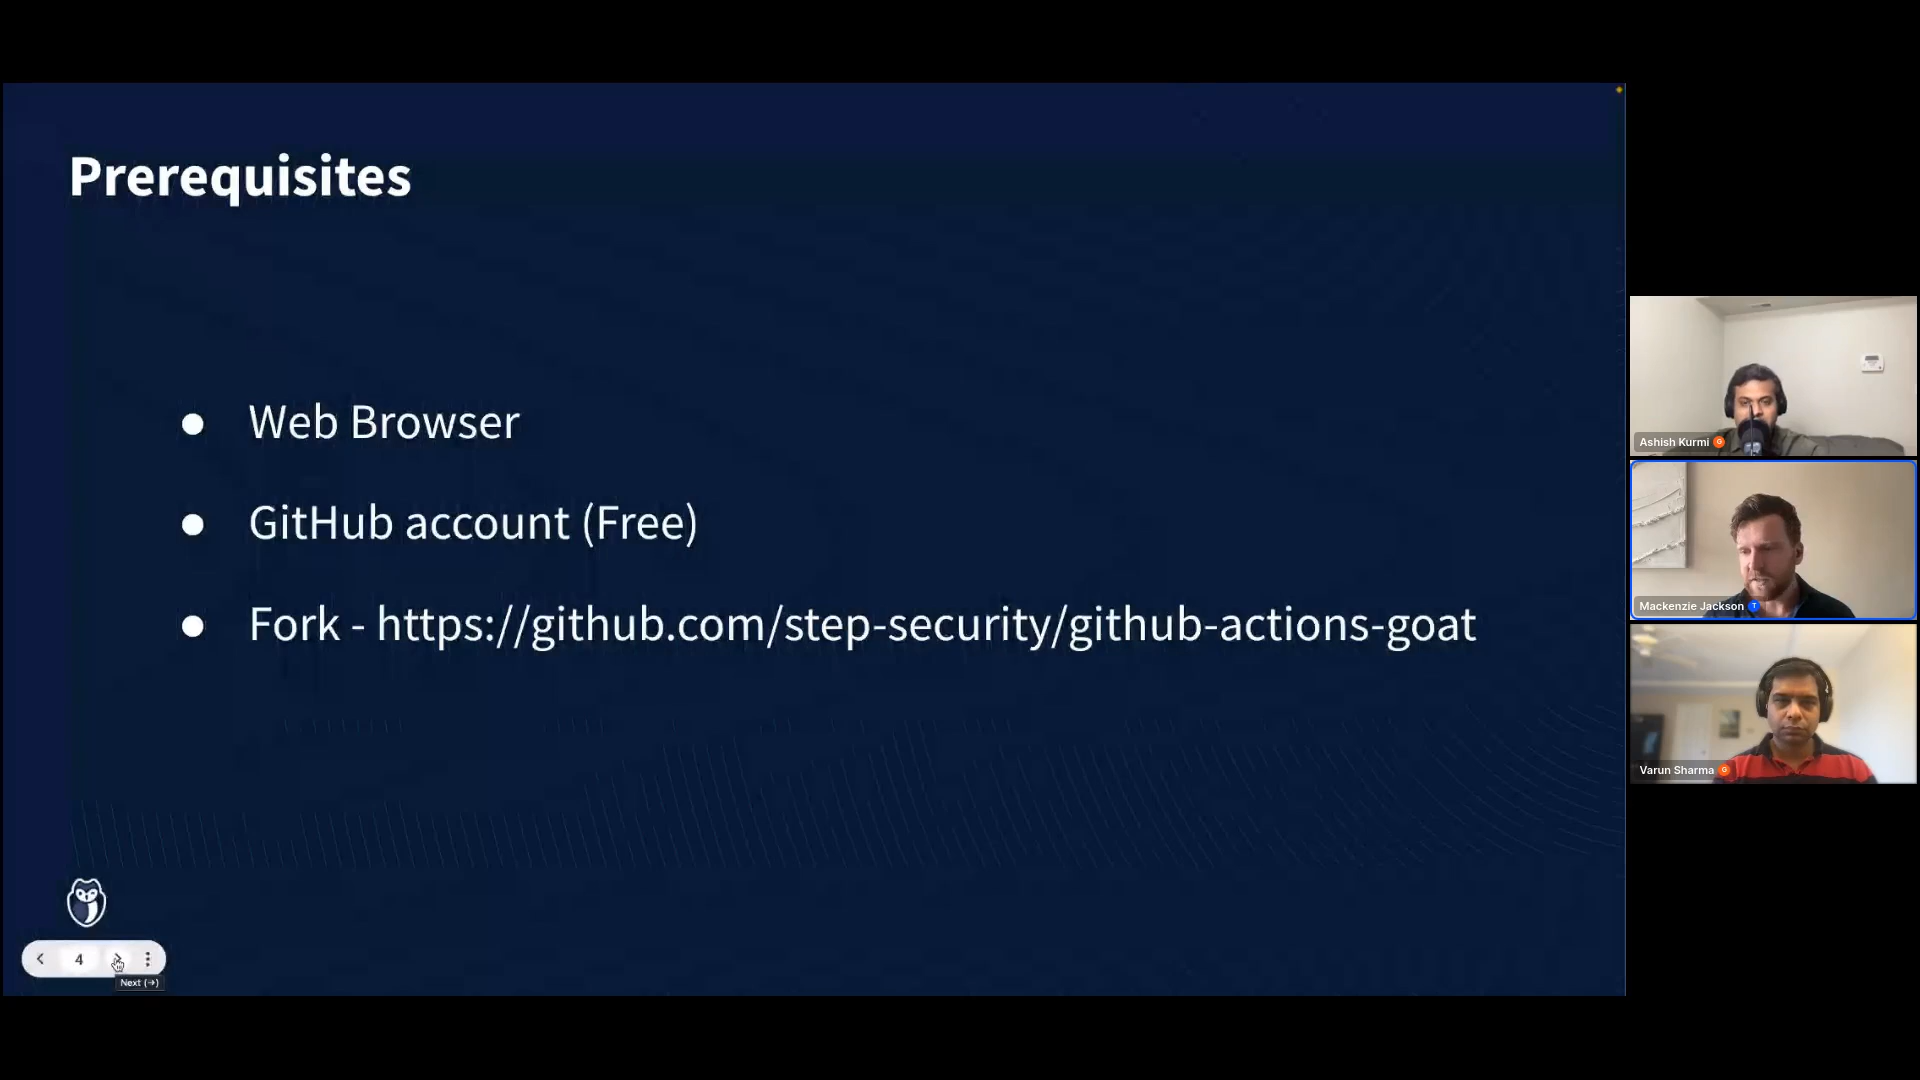 Prerequisites
● Web Browser
● GitHub account (Free)
● Fork - https://github.com/step-security/github-actions-goat
4
Next (→)
Ashish Kurmi G
Mackenzie Jackson T
Varun Sharma G